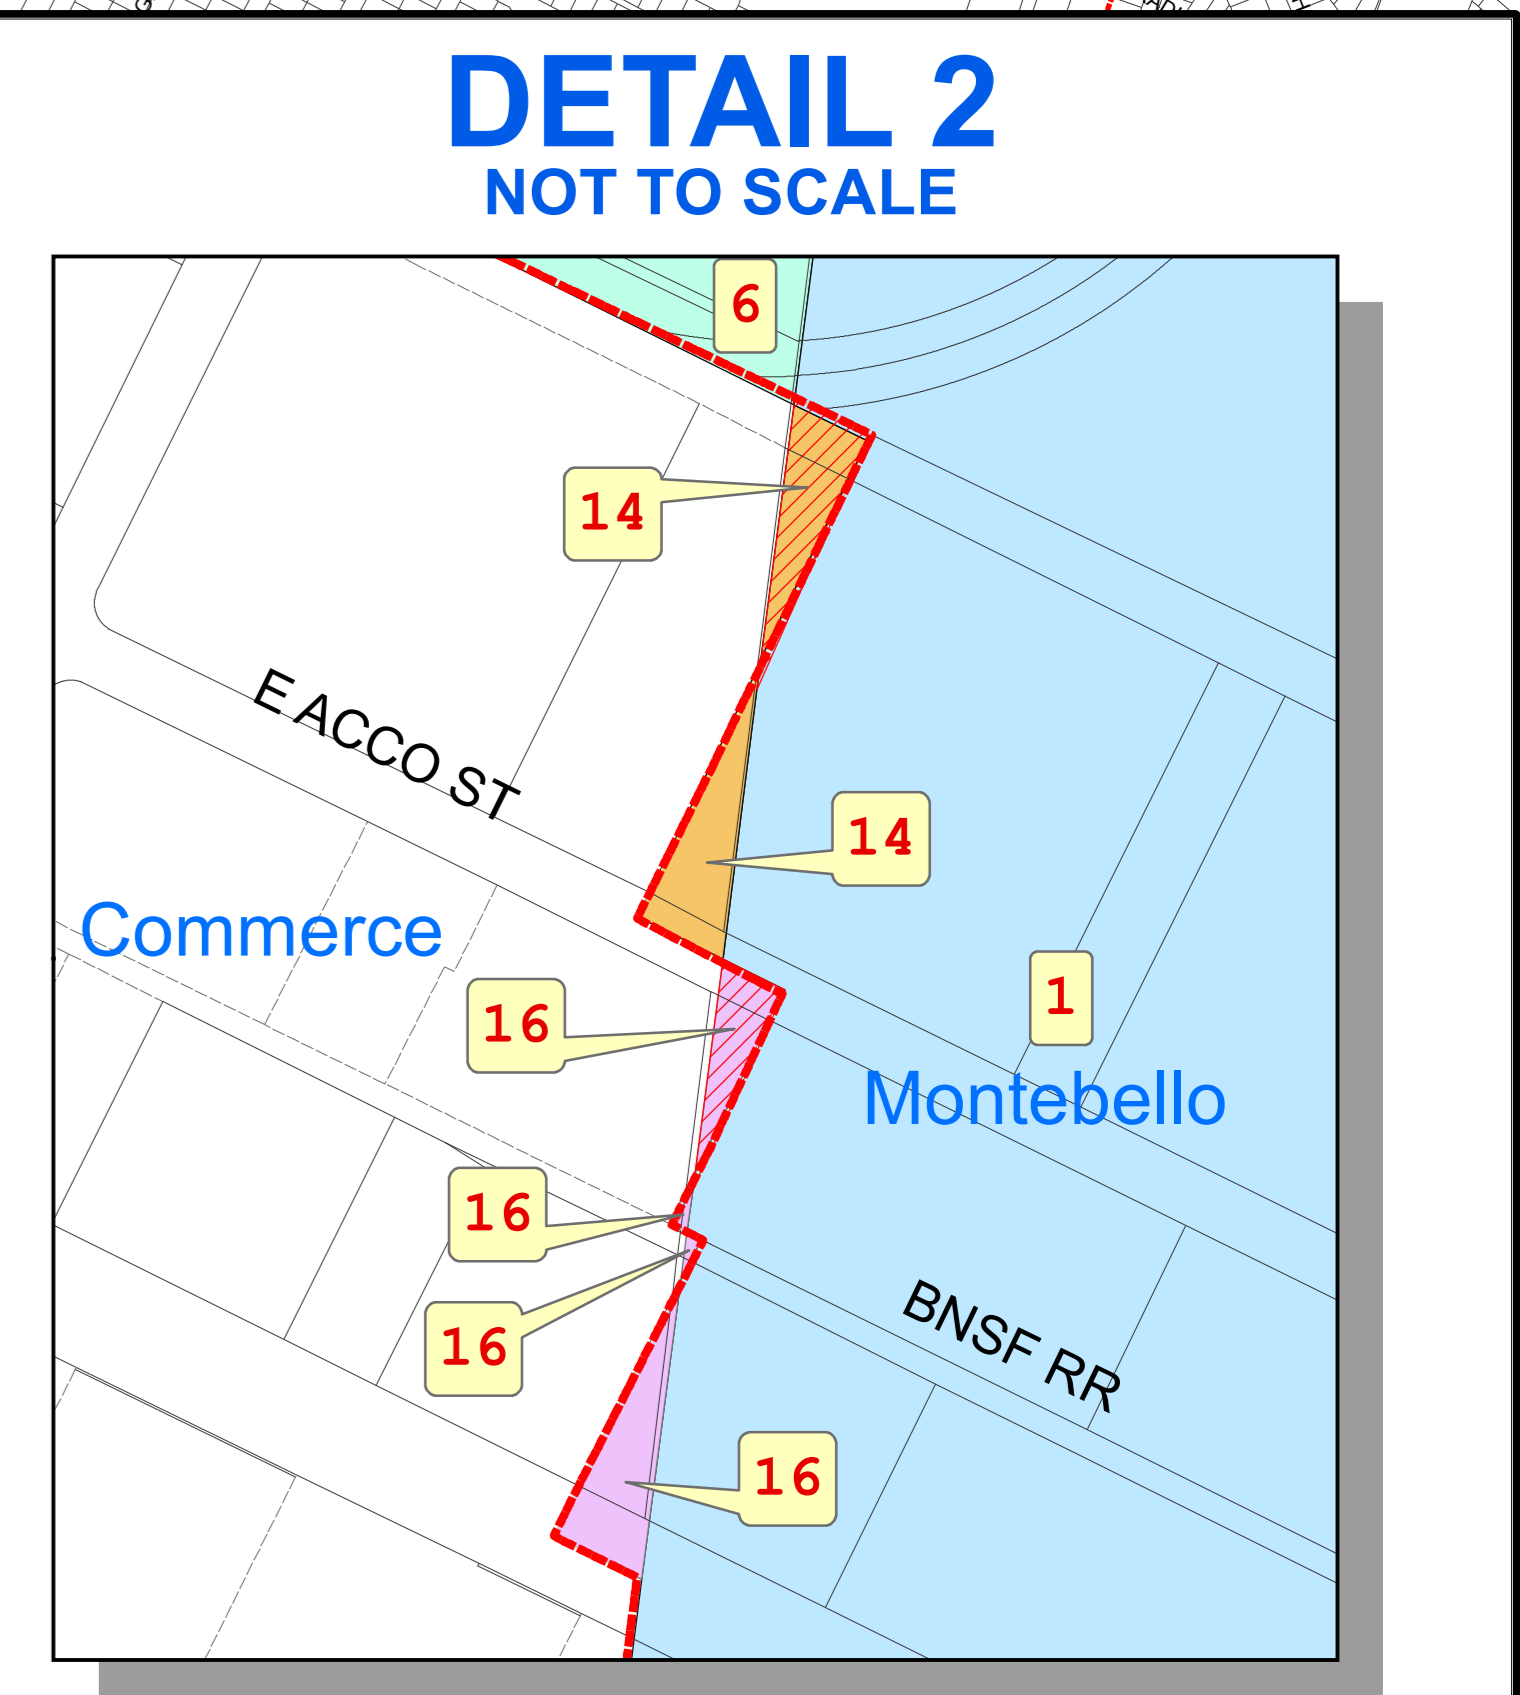 DETAIL 2
NOT TO SCALE
6
14
E ACCO ST
14
Commerce
16
1
Montebello
16
16
BNSF RR
16